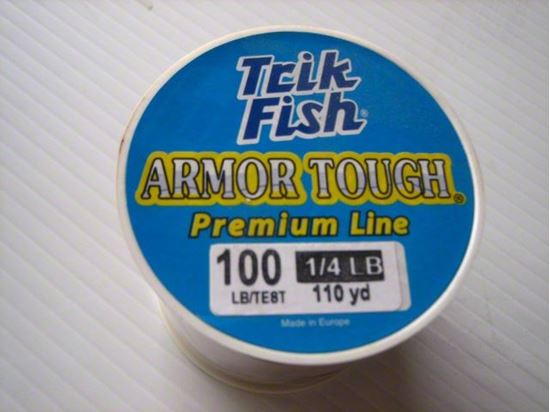 Trik
Fish®
ARMOR TOUGH®
Premium Line
100 1/4 LB
LB/TEST 110 yd
Made in Europe